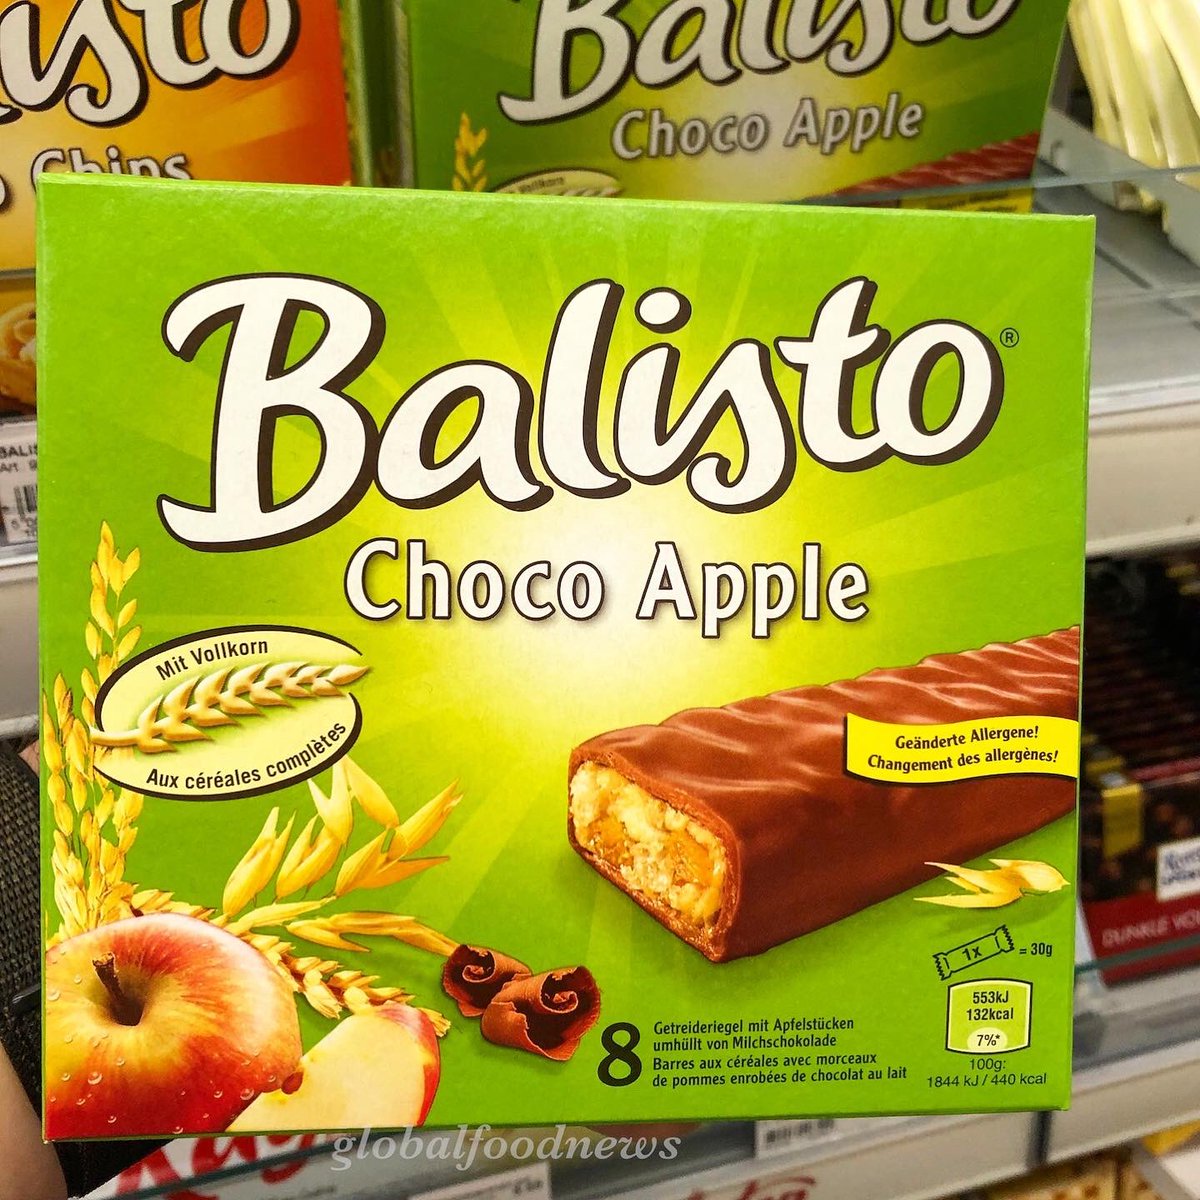 Balisto
Choco Apple
Chips
Balisto®
Choco Apple
Mit Vollkorn
Aux céréales complètes
Geänderte Allergene!
Changement des allergènes!
1x = 30g
553kJ
132kcal
7%*
100g:
1844 kJ / 440 kcal
8
Getreideriegel mit Apfelstücken
umhüllt von Milchschokolade
Barres aux céréales avec morceaux
de pommes enrobées de chocolat au lait
DUNKLE
globalfoodnews